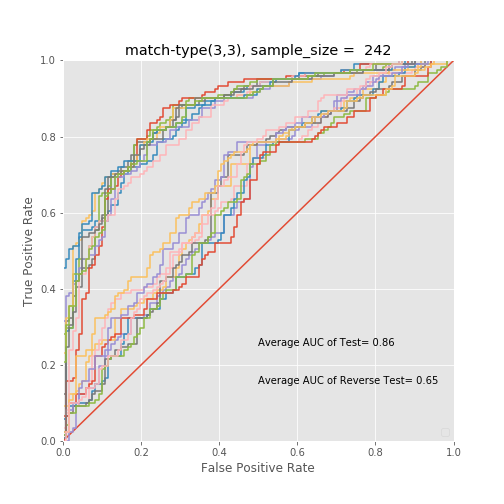 match-type(3,3), sample_size =  242
1.0
0.8
0.6
0.4
0.2
0.0
True Positive Rate
Average AUC of Test= 0.86
Average AUC of Reverse Test= 0.65
0.0 0.2 0.4 0.6 0.8 1.0
False Positive Rate